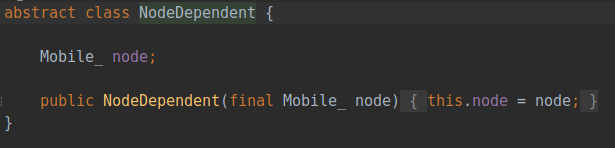 abstract class NodeDependent {
Mobile_ node;
public NodeDependent(final Mobile_ node) { this.node = node; }
}